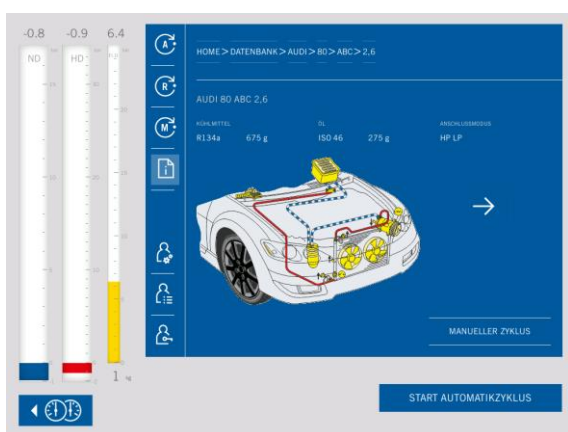 -0.8 -0.9 6.4
ND HD
A
HOME > DATENBANK > AUDI > 80 > ABC > 2,6
R
AUDI 80 ABC 2,6
KÜHLMITTEL ÖL ANSCHLUSSMODUS
R134a 675 g ISO 46 275 g HP LP
M
i
MANUELLER ZYKLUS
1
START AUTOMATIKZYKLUS